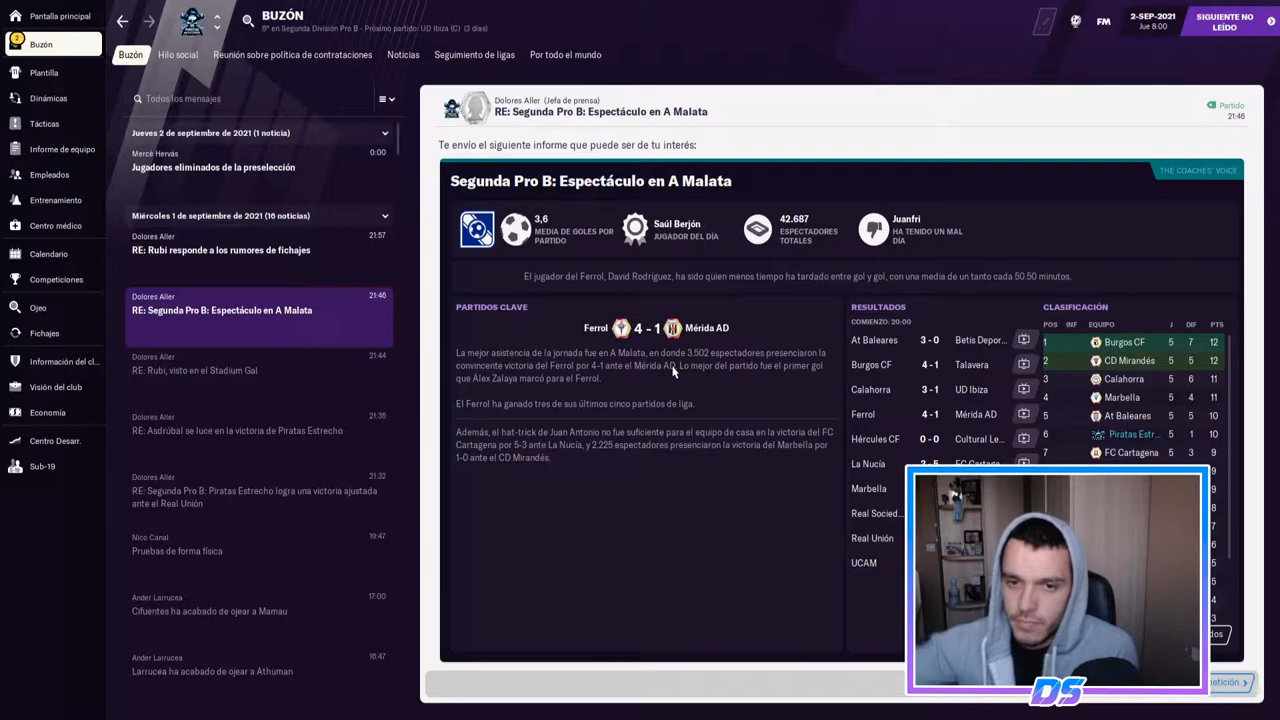 Pantalla principal
2
Buzón
Plantilla
Dinámicas
Tácticas
Informe de equipo
Empleados
Entrenamiento
Centro médico
Calendario
Competiciones
Ojeo
Fichajes
Información del cl...
Visión del club
Economía
Centro Desarr.
Sub-19
BUZÓN
6º en Segunda División Pro B - Próximo partido: UD Ibiza (C) (3 días)
FM
2-SEP-2021
Jue 8:00
SIGUIENTE NO LEÍDO
Buzón
Hilo social
Reunión sobre política de contrataciones
Noticias
Seguimiento de ligas
Por todo el mundo
Todos los mensajes
Jueves 2 de septiembre de 2021 (1 noticia)
Mercè Hervás 0:00
Jugadores eliminados de la preselección
Miércoles 1 de septiembre de 2021 (16 noticias)
Dolores Aller 21:57
RE: Rubi responde a los rumores de fichajes
Dolores Aller 21:46
RE: Segunda Pro B: Espectáculo en A Malata
Dolores Aller 21:44
RE: Rubi, visto en el Stadium Gal
Dolores Aller 21:35
RE: Asdrúbal se luce en la victoria de Piratas Estrecho
Dolores Aller 21:32
RE: Segunda Pro B: Piratas Estrecho logra una victoria ajustada
ante el Real Unión
Nico Canal 19:47
Pruebas de forma física
Ander Larrucea 17:00
Cifuentes ha acabado de ojear a Mamau
Ander Larrucea 16:47
Larrucea ha acabado de ojear a Athuman
Dolores Aller (Jefa de prensa)
RE: Segunda Pro B: Espectáculo en A Malata
Partido
21:46
Te envío el siguiente informe que puede ser de tu interés:
THE COACHES' VOICE
Segunda Pro B: Espectáculo en A Malata
3,6
MEDIA DE GOLES POR
PARTIDO
Saúl Berjón
JUGADOR DEL DÍA
42.687
ESPECTADORES
TOTALES
Juanfri
HA TENIDO UN MAL
DÍA
El jugador del Ferrol, David Rodríguez, ha sido quien menos tiempo ha tardado entre gol y gol, con una media de un tanto cada 50.50 minutos.
PARTIDOS CLAVE
Ferrol 4 - 1 Mérida AD
La mejor asistencia de la jornada fue en A Malata, en donde 3.502 espectadores presenciaron la
convincente victoria del Ferrol por 4-1 ante el Mérida AD. Lo mejor del partido fue el primer gol
que Álex Zalaya marcó para el Ferrol.
El Ferrol ha ganado tres de sus últimos cinco partidos de liga.
Además, el hat-trick de Juan Antonio no fue suficiente para el equipo de casa en la victoria del FC
Cartagena por 5-3 ante La Nucía, y 2.225 espectadores presenciaron la victoria del Marbella por
1-0 ante el CD Mirandés.
RESULTADOS
COMIENZO: 20:00
At Baleares 3 - 0 Betis Depor...
Burgos CF 4 - 1 Talavera
Calahorra 3 - 1 UD Ibiza
Ferrol 4 - 1 Mérida AD
Hércules CF 0 - 0 Cultural Le...
La Nucía
Marbella
Real Socied...
Real Unión
UCAM
CLASIFICACIÓN
POS INF EQUIPO J DIF PTS
1 Burgos CF 5 7 12
2 CD Mirandés 5 5 12
3 Calahorra 5 6 11
4 Marbella 5 4 11
5 At Baleares 5 5 10
6 Piratas Estr... 5 1 10
7 FC Cartagena 5 3 9
DS